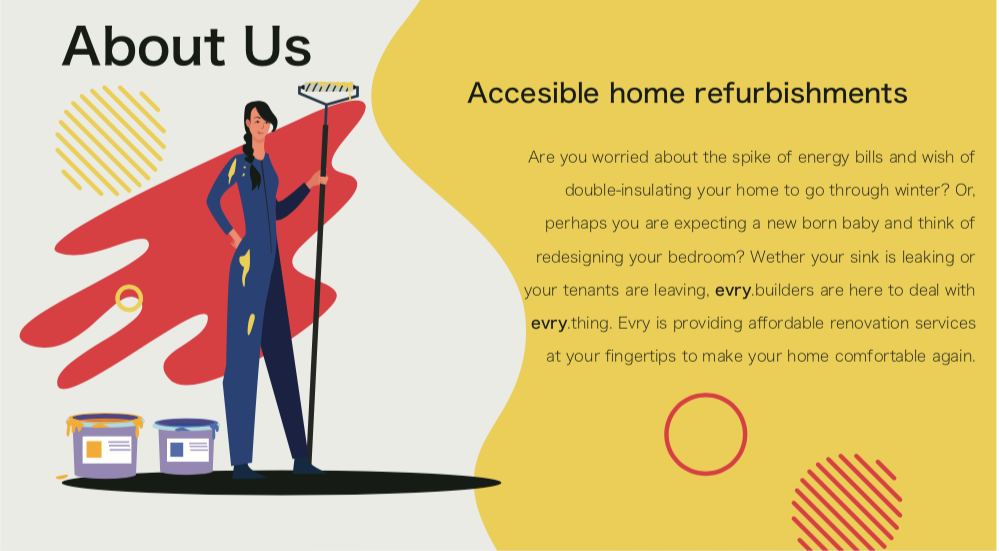 About Us
Accesible home refurbishments
Are you worried about the spike of energy bills and wish of
double-insulating your home to go through winter? Or,
perhaps you are expecting a new born baby and think of
redesigning your bedroom? Wether your sink is leaking or
your tenants are leaving, evry.builders are here to deal with
evry.thing. Evry is providing affordable renovation services
at your fingertips to make your home comfortable again.